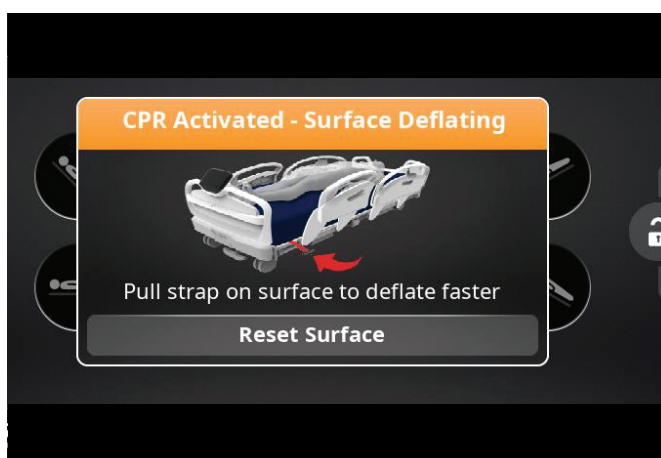 CPR Activated - Surface Deflating
Pull strap on surface to deflate faster
Reset Surface